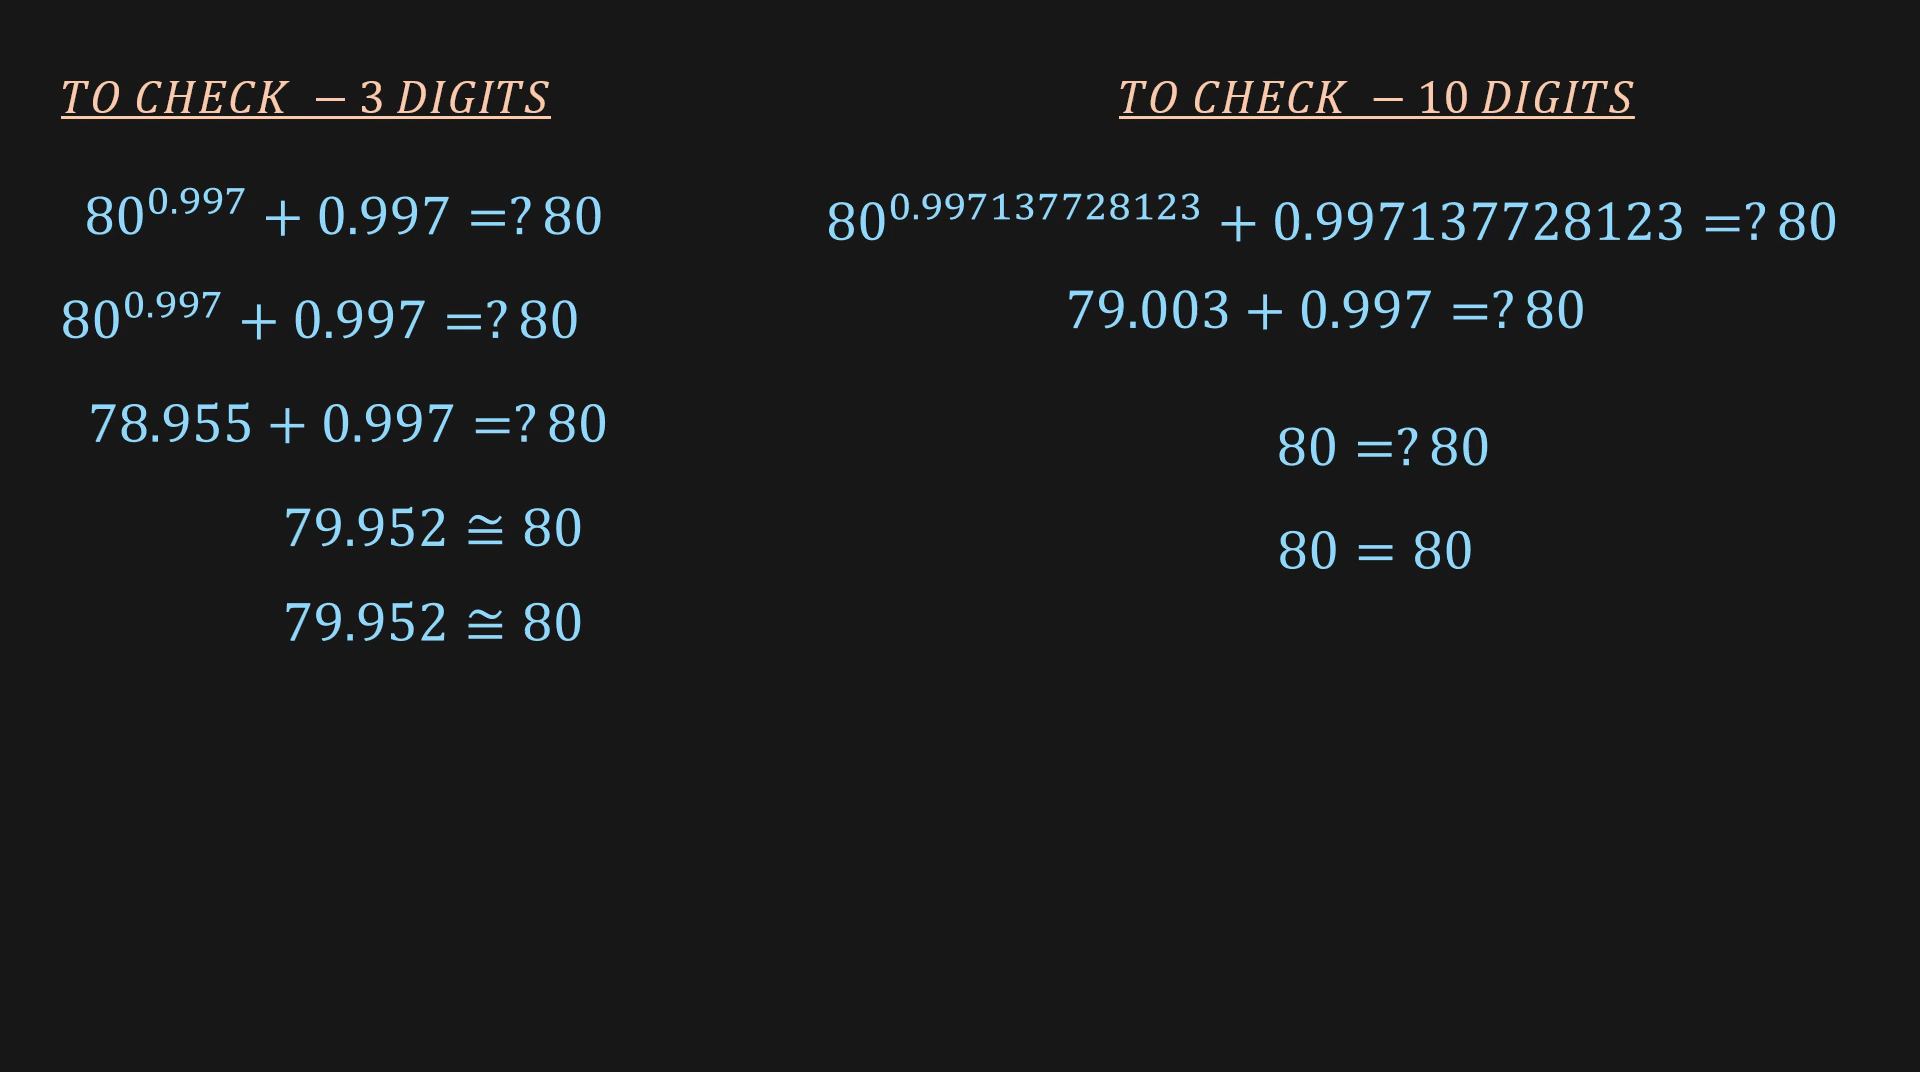 TO CHECK − 3 DIGITS
80^0.997 + 0.997 =? 80
80^0.997 + 0.997 =? 80
78.955 + 0.997 =? 80
79.952 ≅ 80
79.952 ≅ 80
TO CHECK − 10 DIGITS
80^0.997137728123 + 0.997137728123 =? 80
79.003 + 0.997 =? 80
80 =? 80
80 = 80